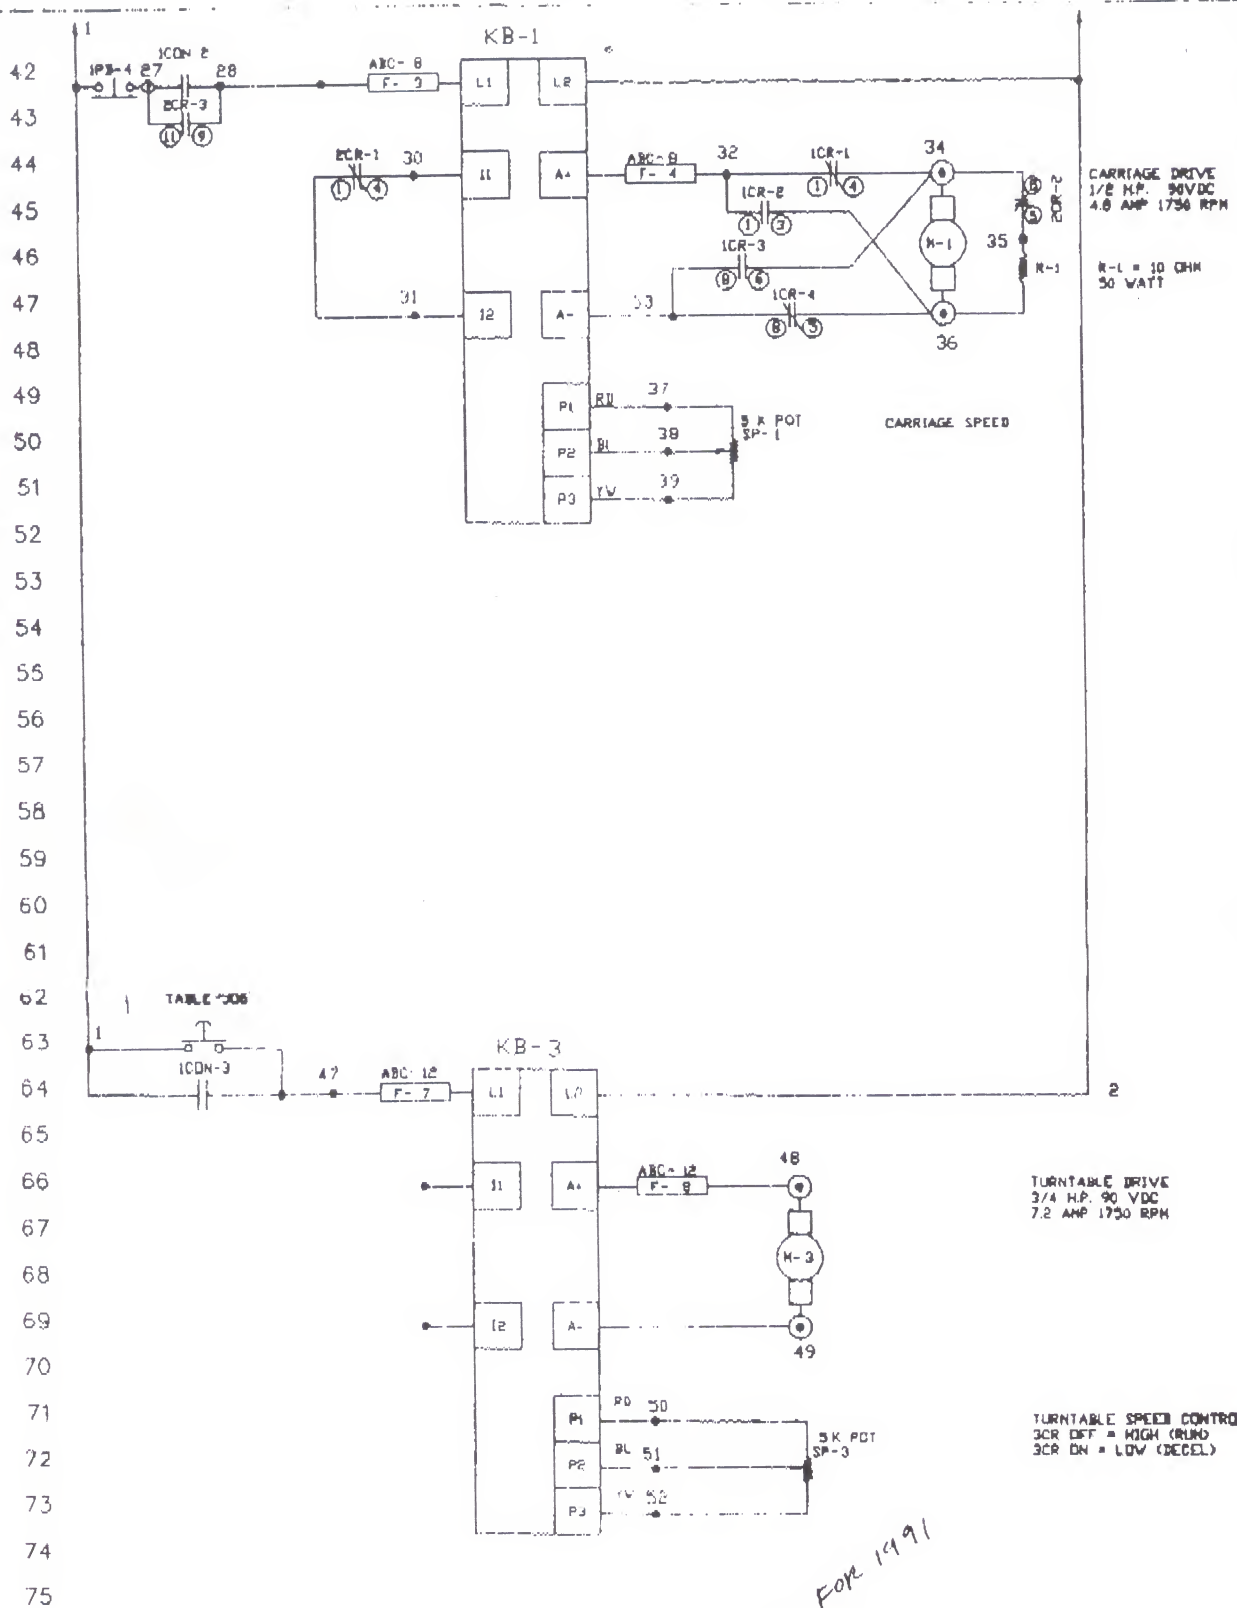 1
KB-1
42
1PB-4
27
1CON-2
28
ABC-8
F-3
L1
L2
43
2CR-3
11
9
44
2CR-1
30
1
4
I1
A+
ABC-8
F-4
32
1CR-1
1
4
34
CARRIAGE DRIVE
1/2 H.P. 90VDC
4.8 AMP 1750 RPM
8
5
2CR-2
45
1CR-2
1
3
46
1CR-3
8
6
M-1
35
R-1
R-1 = 10 OHM
50 WATT
47
31
I2
A-
33
1CR-4
8
5
36
48
49
P1
RD
37
5 K POT
SP-1
CARRIAGE SPEED
50
P2
BL
38
51
P3
YW
39
52
53
54
55
56
57
58
59
60
61
62
TABLE JOG
63
1
KB-3
64
1CON-3
47
ABC-12
F-7
L1
L2
2
65
66
I1
A+
ABC-12
F-8
48
TURNTABLE DRIVE
3/4 H.P. 90 VDC
7.2 AMP 1750 RPM
67
68
M-3
69
I2
A-
49
70
71
P1
RD
50
5K POT
SP-3
TURNTABLE SPEED CONTRO
3CR OFF = HIGH (RUN)
3CR ON = LOW (DECEL)
72
P2
BL
51
73
P3
YW
52
74
75
FOR 1991